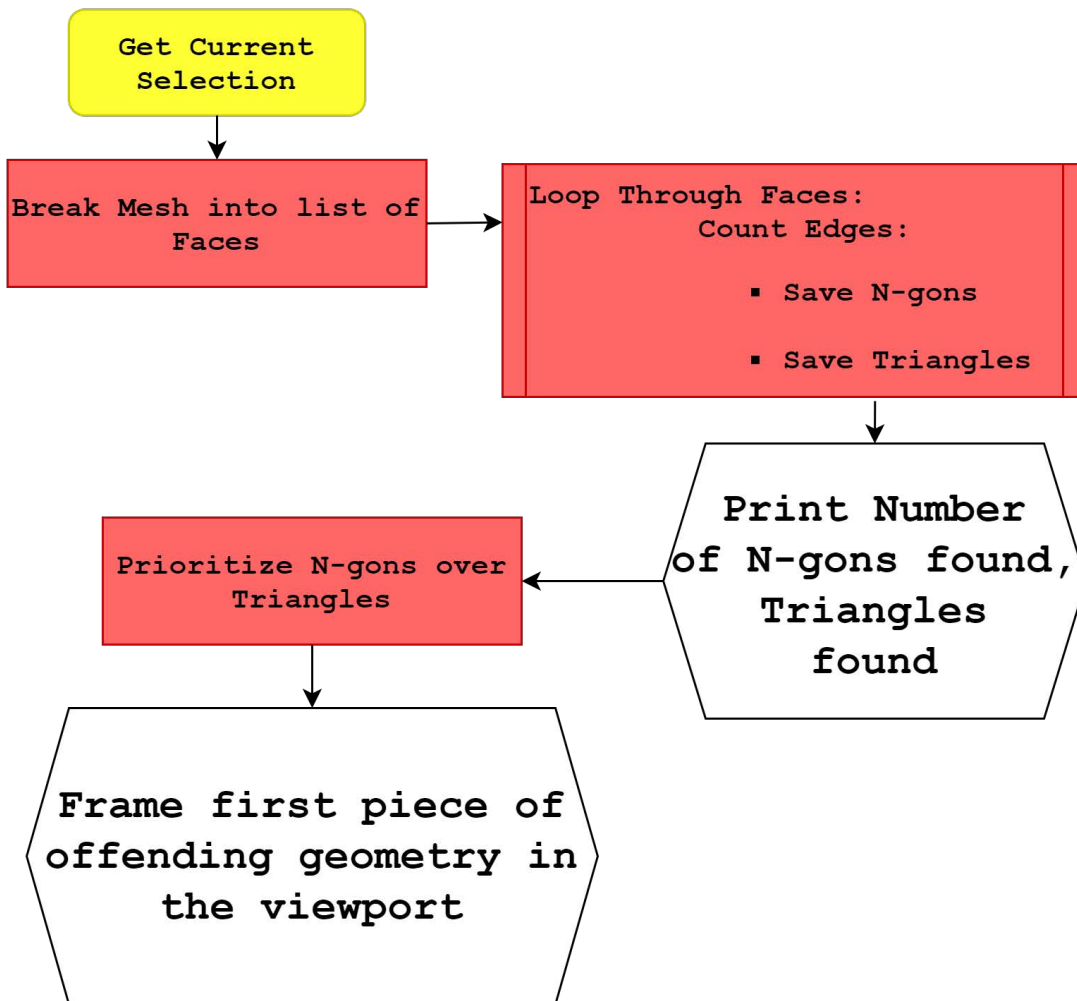 Get Current
Selection
Break Mesh into list of
Faces
Loop Through Faces:
Count Edges:
▪ Save N-gons
▪ Save Triangles
Print Number
of N-gons found,
Triangles
found
Prioritize N-gons over
Triangles
Frame first piece of
offending geometry in
the viewport